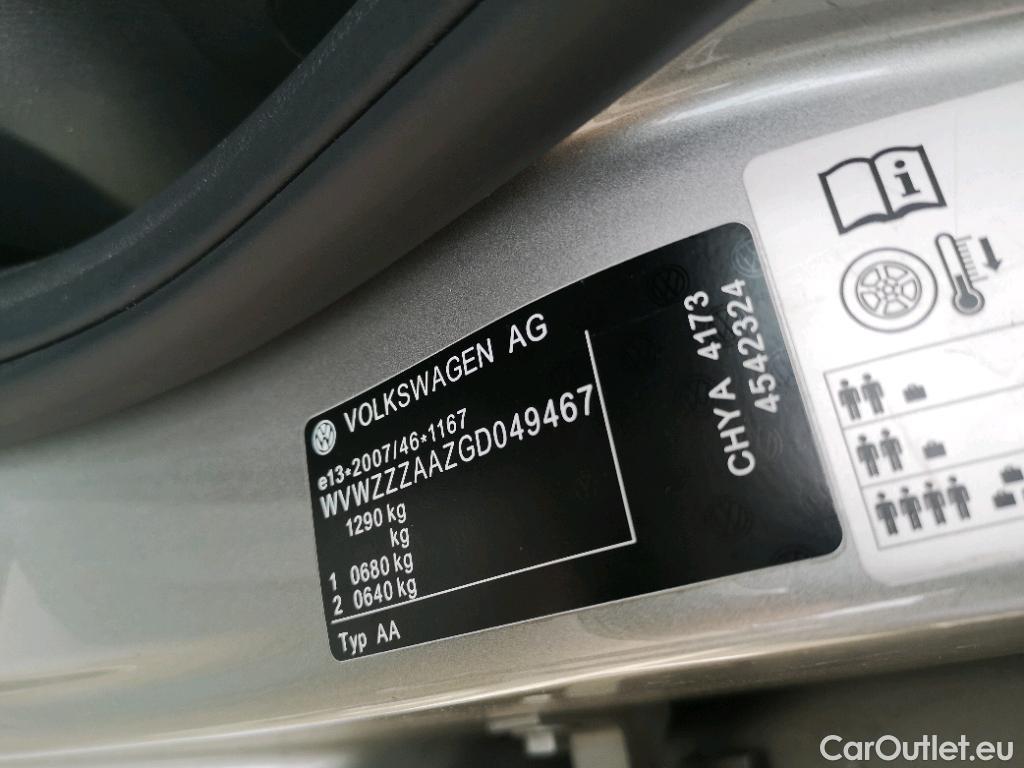 VOLKSWAGEN AG
e13*2007/46*1167
WVWZZZAAZGD049467
1290 kg
kg
1 0680 kg
2 0640 kg
Typ AA
CHYA 4173
4542324
i
CarOutlet.eu